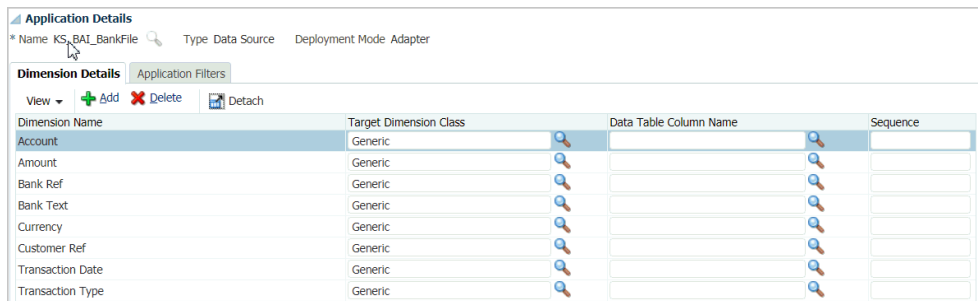 Application Details
* Name KS_BAI_BankFile Type Data Source Deployment Mode Adapter
Dimension Details Application Filters
View Add Delete Detach
Dimension Name Target Dimension Class Data Table Column Name Sequence
Account Generic
Amount Generic
Bank Ref Generic
Bank Text Generic
Currency Generic
Customer Ref Generic
Transaction Date Generic
Transaction Type Generic